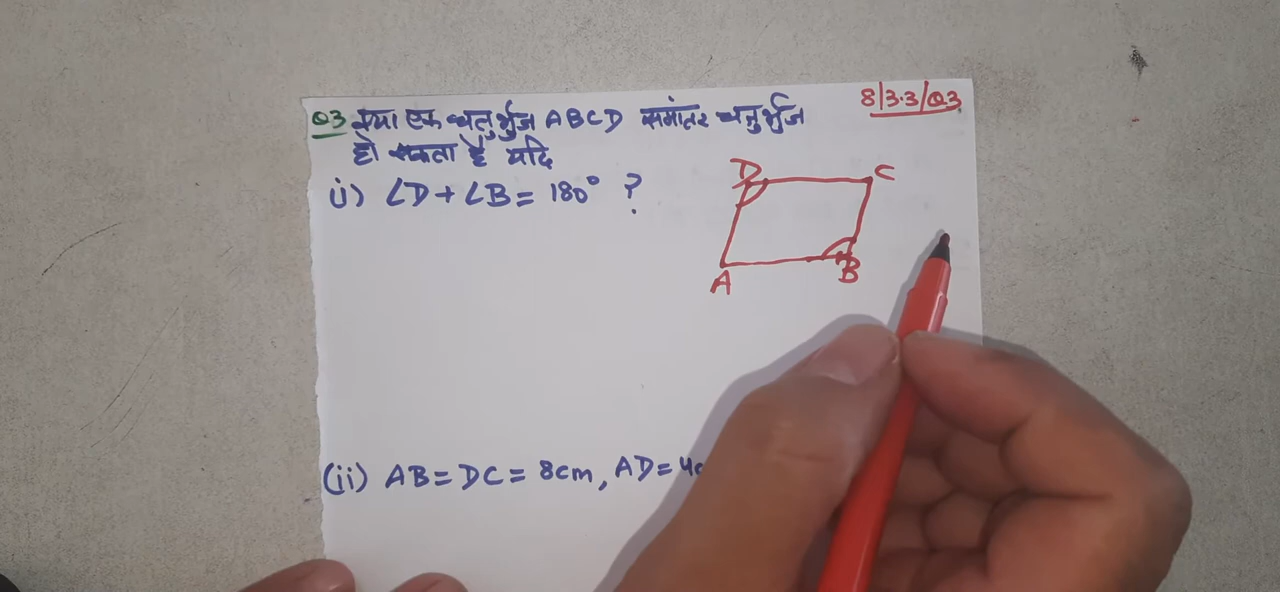 8/3.3/Q3
Q3 क्या एक चतुर्भुज ABCD समांतर चतुर्भुज
हो सकता है यदि
(i) ∠D + ∠B = 180° ?
D C
A B
(ii) AB = DC = 8cm, AD = 4c